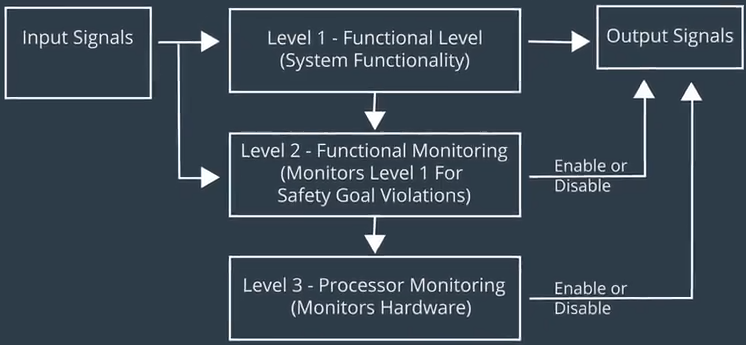 Input Signals
Level 1 - Functional Level
(System Functionality)
Output Signals
Level 2 - Functional Monitoring
(Monitors Level 1 For
Safety Goal Violations)
Enable or
Disable
Level 3 - Processor Monitoring
(Monitors Hardware)
Enable or
Disable